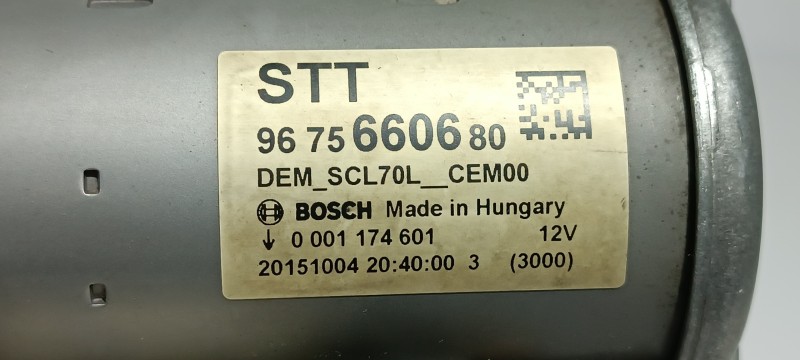 STT
96 75 6606 80
DEM_SCL70L__CEM00
BOSCH Made in Hungary
↓ 0 001 174 601 12V
20151004 20:40:00 3 (3000)